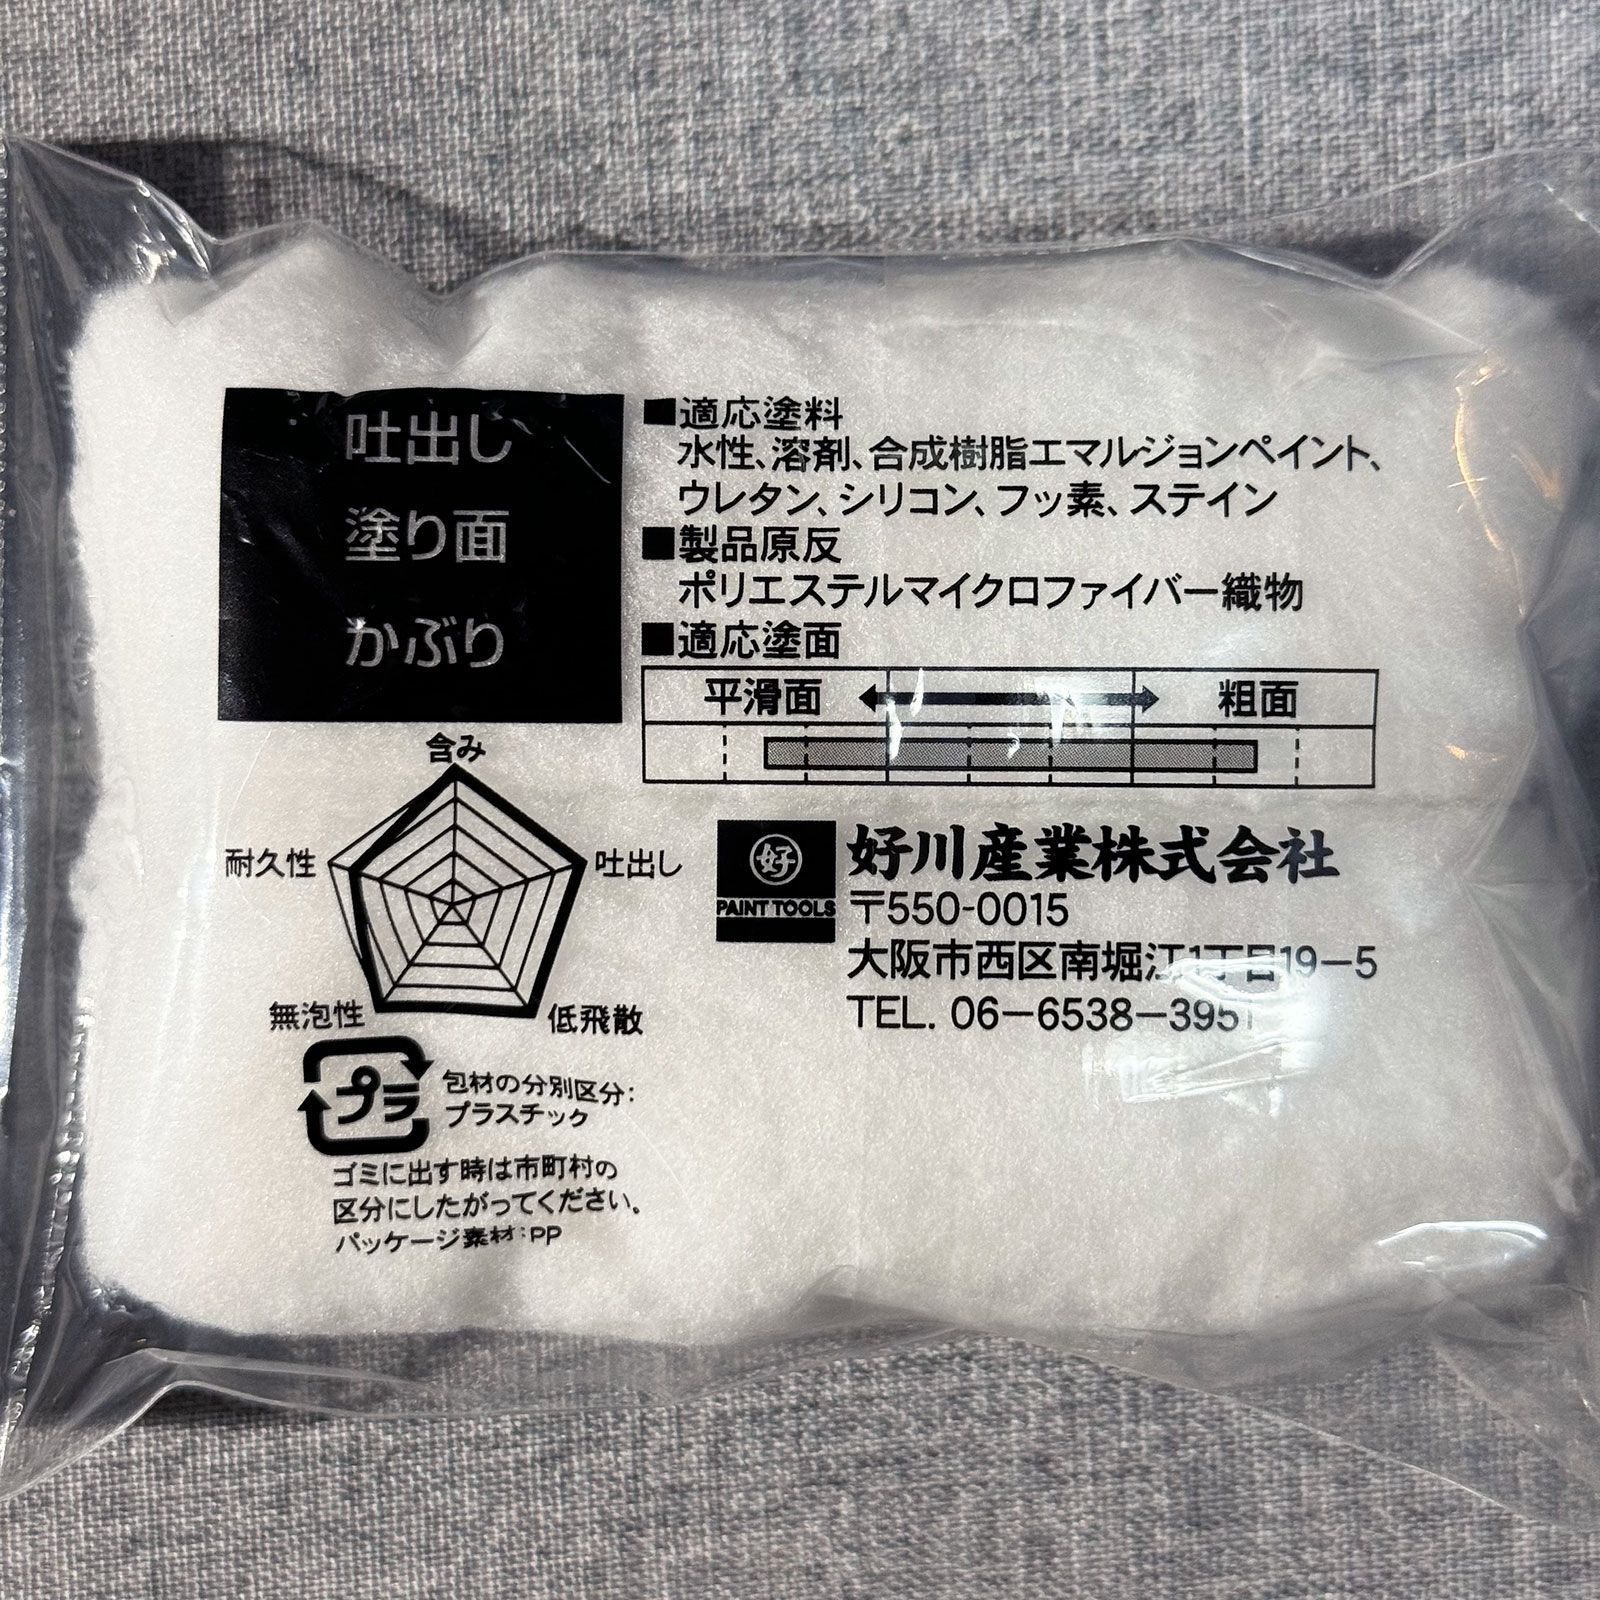 吐出し
塗り面
かぶり
■適応塗料
水性、溶剤、合成樹脂エマルジョンペイント、
ウレタン、シリコン、フッ素、ステイン
■製品原反
ポリエステルマイクロファイバー織物
■適応塗面
平滑面 粗面
含み
耐久性
吐出し
無泡性
低飛散
好
PAINT TOOLS
好川産業株式会社
〒550-0015
大阪市西区南堀江1丁目19-5
TEL. 06-6538-3951
プラ
包材の分別区分:
プラスチック
ゴミに出す時は市町村の
区分にしたがってください。
パッケージ素材:PP